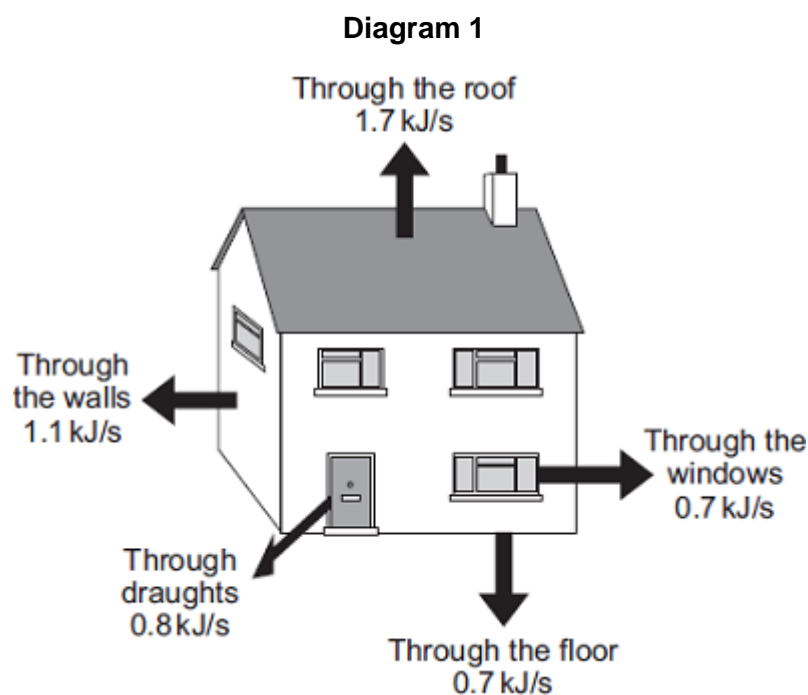 Diagram 1
Through the roof
1.7 kJ/s
Through
the walls
1.1 kJ/s
Through the
windows
0.7 kJ/s
Through
draughts
0.8 kJ/s
Through the floor
0.7 kJ/s